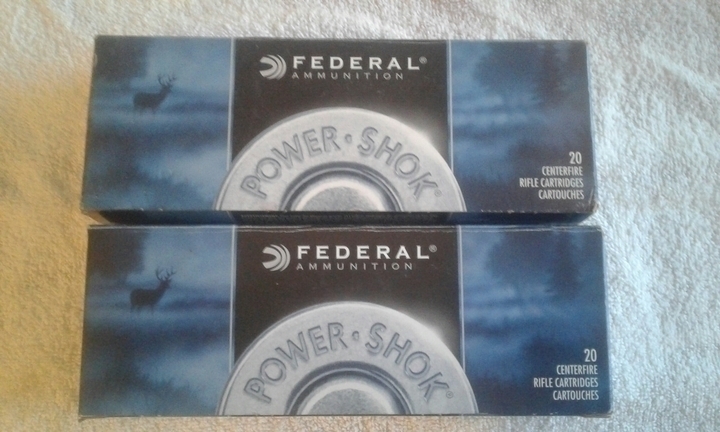 FEDERAL®
AMMUNITION
POWER·SHOK®
20
CENTERFIRE
RIFLE CARTRIDGES
CARTOUCHES
FEDERAL®
AMMUNITION
POWER·SHOK®
20
CENTERFIRE
RIFLE CARTRIDGES
CARTOUCHES